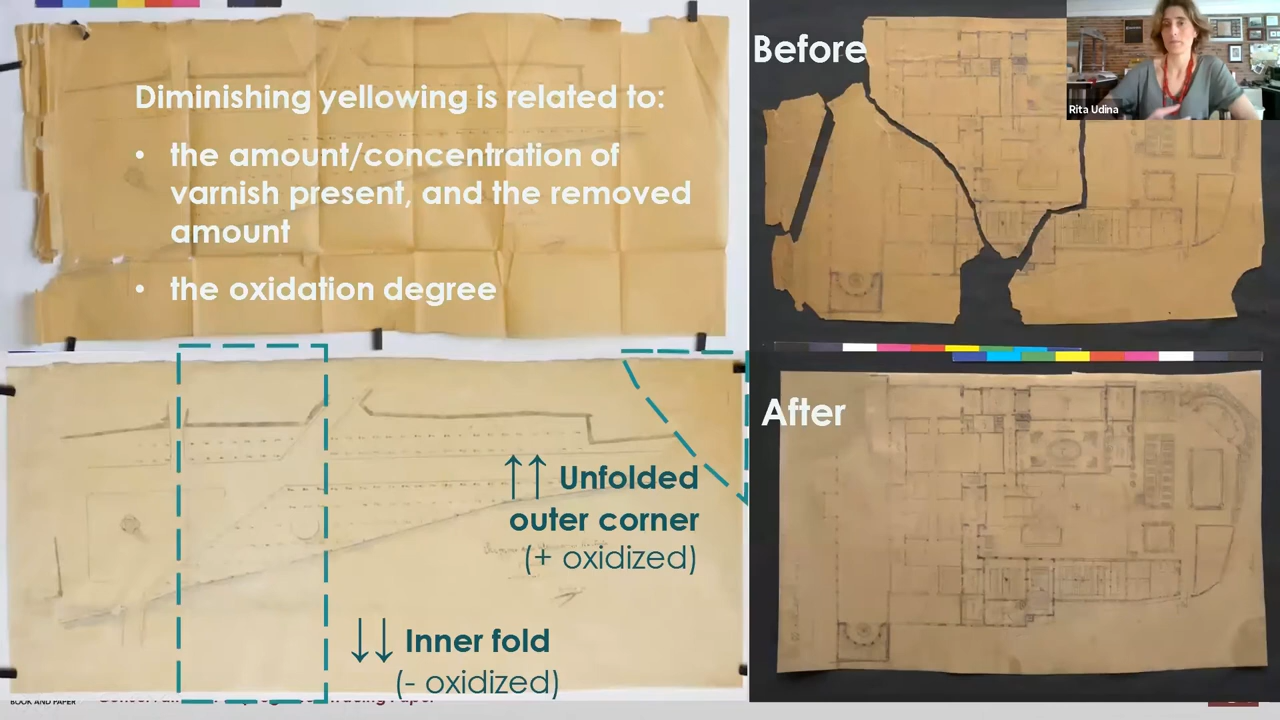 Diminishing yellowing is related to:
• the amount/concentration of
varnish present, and the removed
amount
• the oxidation degree
↑↑ Unfolded
outer corner
(+ oxidized)
↓↓ Inner fold
(- oxidized)
BOOK AND PAPER
Before
Rita Udina
After